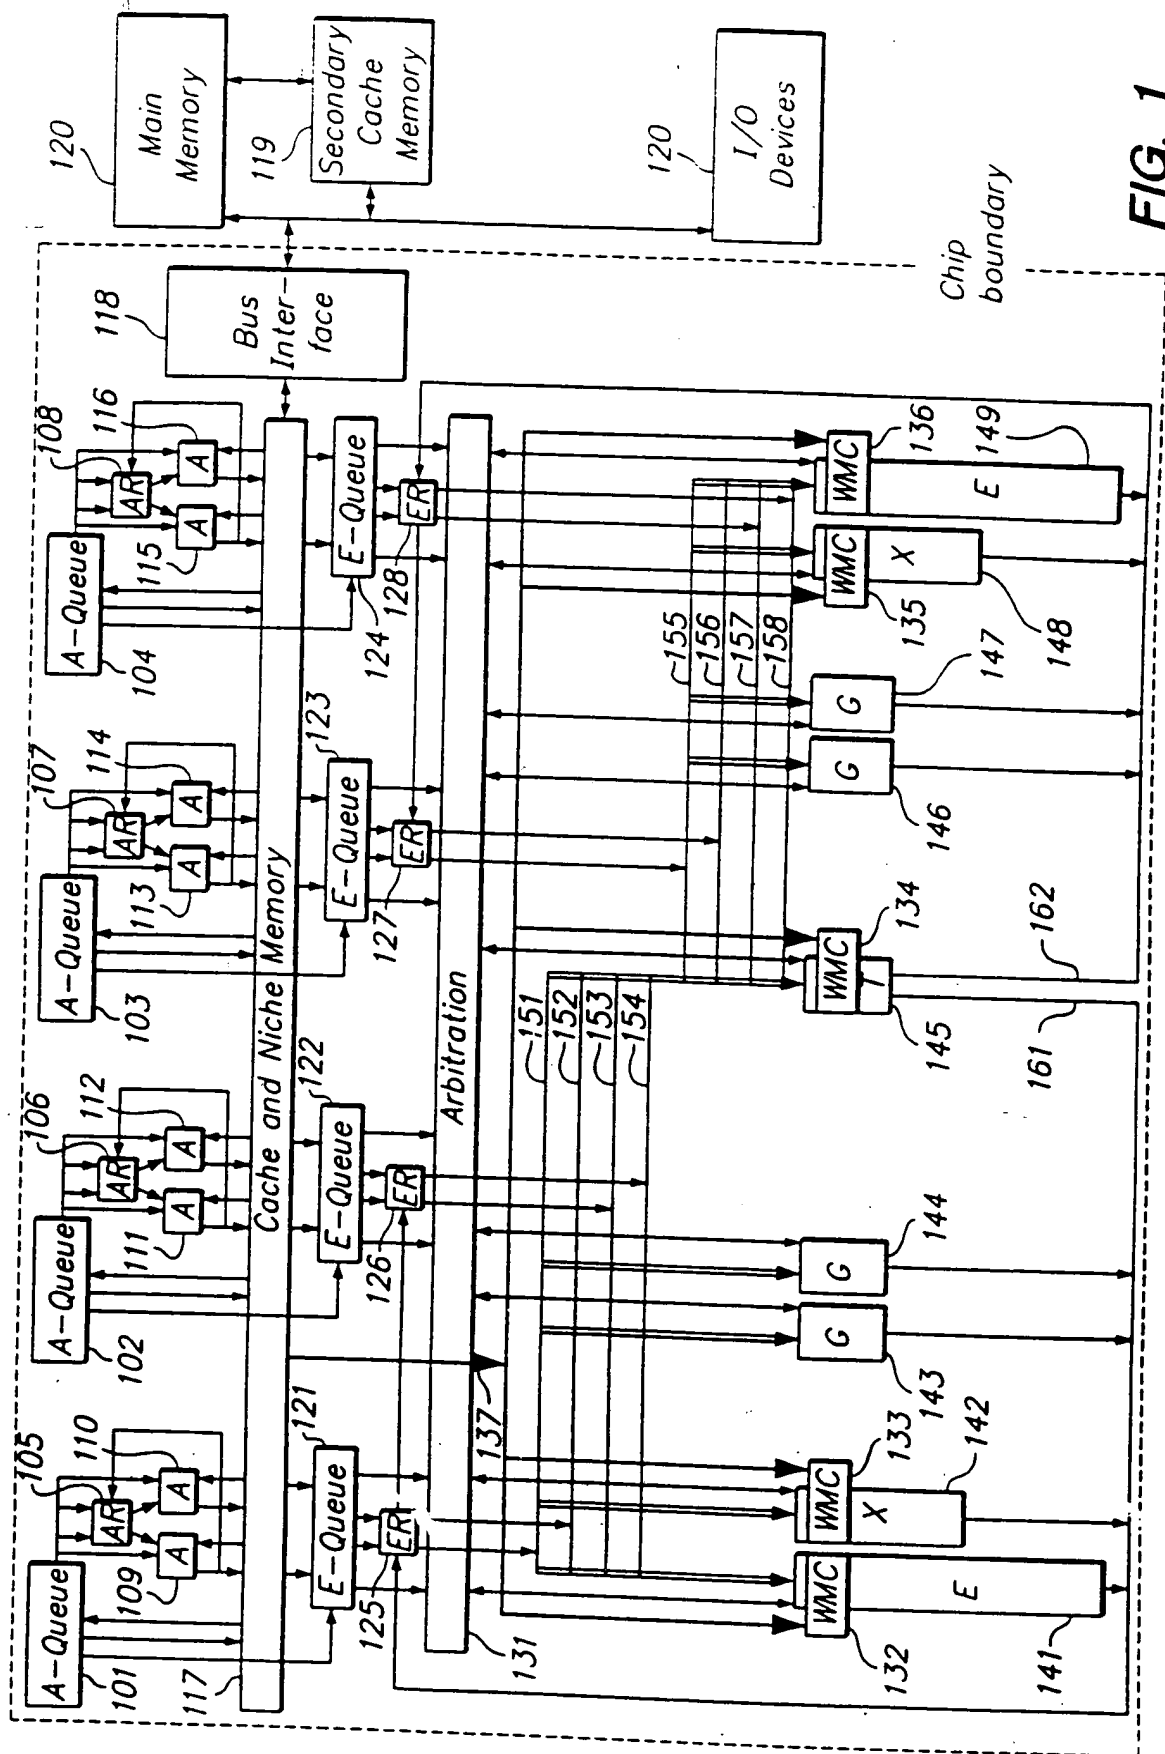 101
A-Queue
105
AR
109
A
110
A
102
A-Queue
106
AR
111
A
112
A
103
A-Queue
107
AR
113
A
114
A
104
A-Queue
108
AR
115
A
116
A
117
Cache and Niche Memory
118
Bus
Inter-
face
120
Main
Memory
119
Secondary
Cache
Memory
120
I/O
Devices
121
E-Queue
125
ER
122
E-Queue
126
ER
123
E-Queue
127
ER
124
E-Queue
128
ER
131
Arbitration
137
151
152
153
154
155
156
157
158
132
WMC
E
141
133
WMC
X
142
G
143
G
144
134
WMC
T
145
G
146
G
147
135
WMC
X
148
136
WMC
E
149
161
162
Chip
boundary
FIG. 1